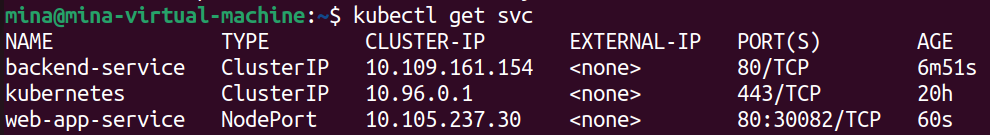 mina@mina-virtual-machine:~$ kubectl get svc
NAME TYPE CLUSTER-IP EXTERNAL-IP PORT(S) AGE
backend-service ClusterIP 10.109.161.154 <none> 80/TCP 6m51s
kubernetes ClusterIP 10.96.0.1 <none> 443/TCP 20h
web-app-service NodePort 10.105.237.30 <none> 80:30082/TCP 60s